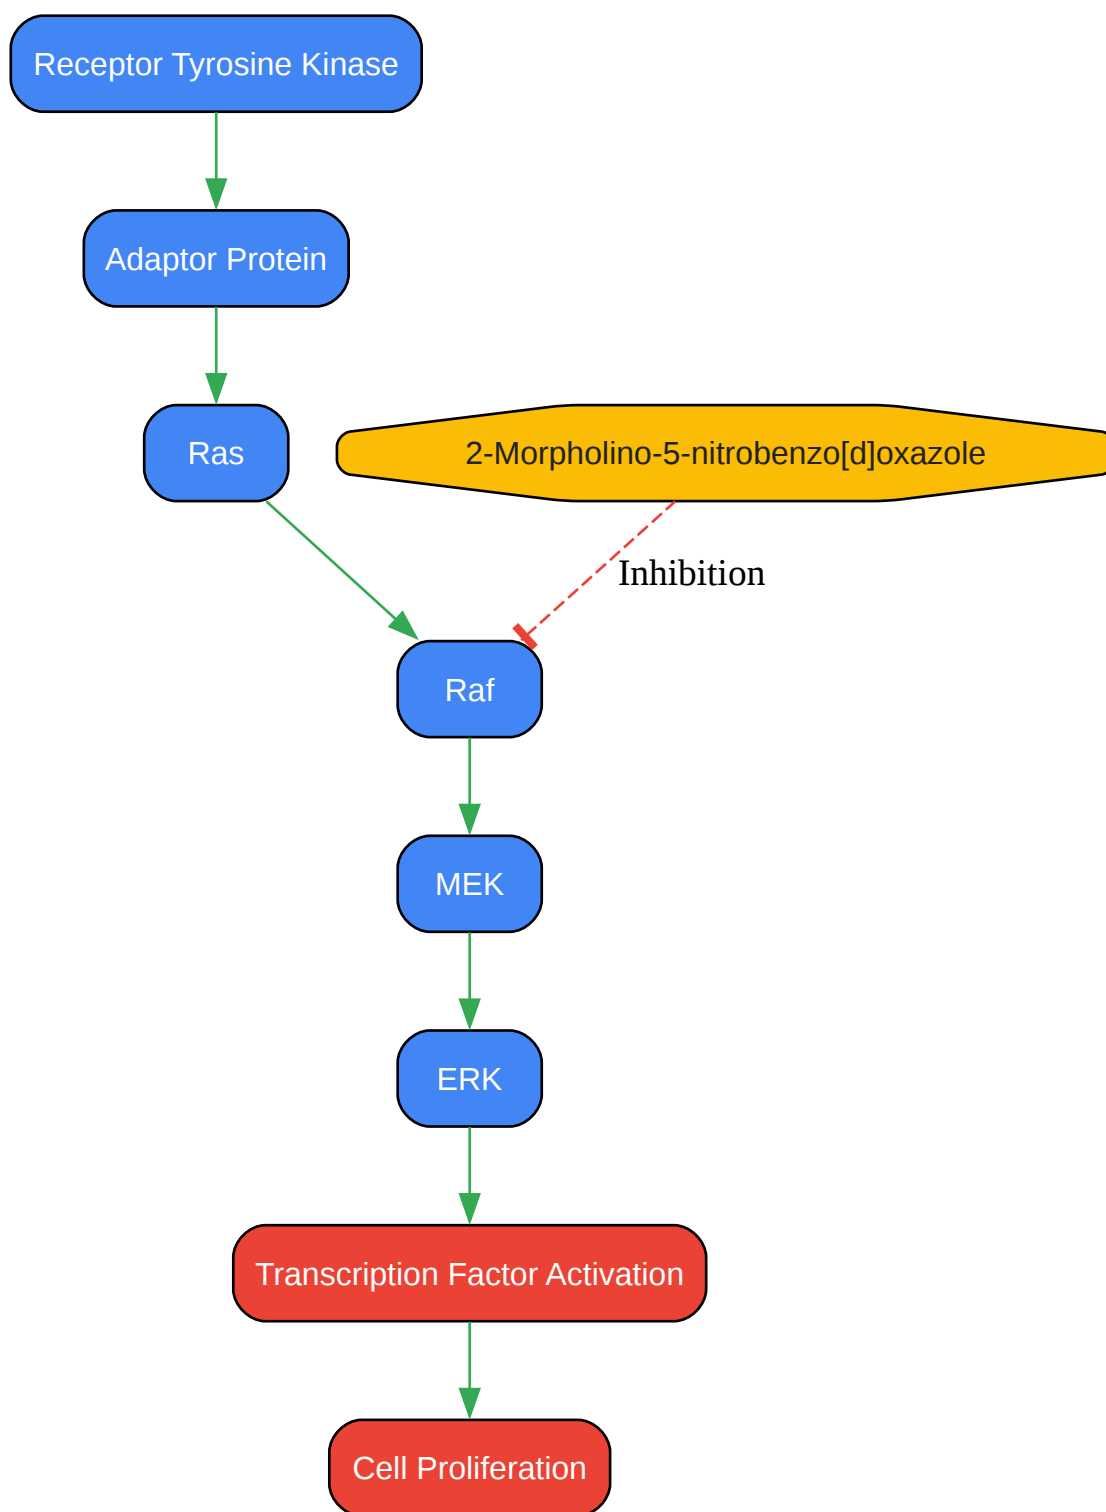 Receptor Tyrosine Kinase
Adaptor Protein
Ras
2-Morpholino-5-nitrobenzo[d]oxazole
Inhibition
Raf
MEK
ERK
Transcription Factor Activation
Cell Proliferation